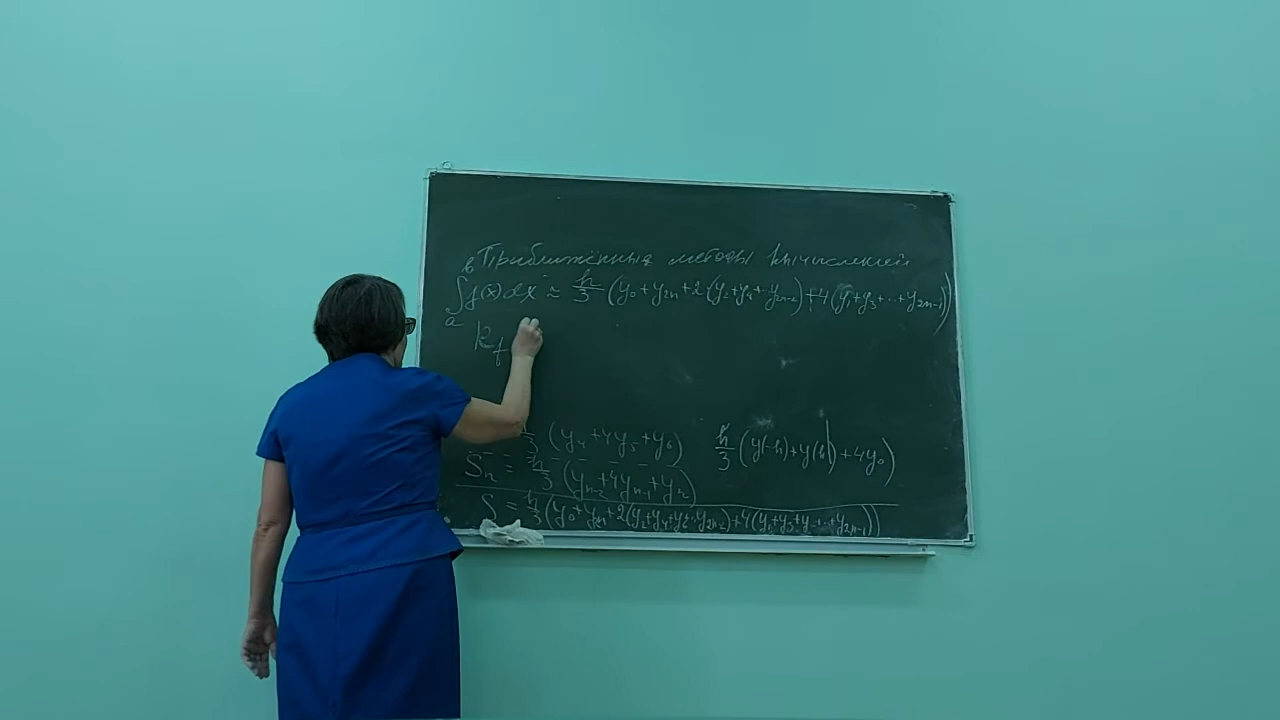 Приближённые методы вычислений
∫ₐᵇ f(x)dx ≈ h/3 (y₀+y₂ₙ+2(y₂+y₄+...y₂ₙ₋₂)+4(y₁+y₃+...+y₂ₙ₋₁))
R_f
h/3 (y₄+4y₅+y₆)
h/3 (y(-h)+y(h)+4y₀)
Sₙ = h/3 (yₙ₋₂+4yₙ₋₁+yₙ)
S = h/3 (y₀+y₂ₙ+2(y₂+y₄+y₆...y₂ₙ₋₂)+4(y₁+y₃+y...+y₂ₙ₋₁))